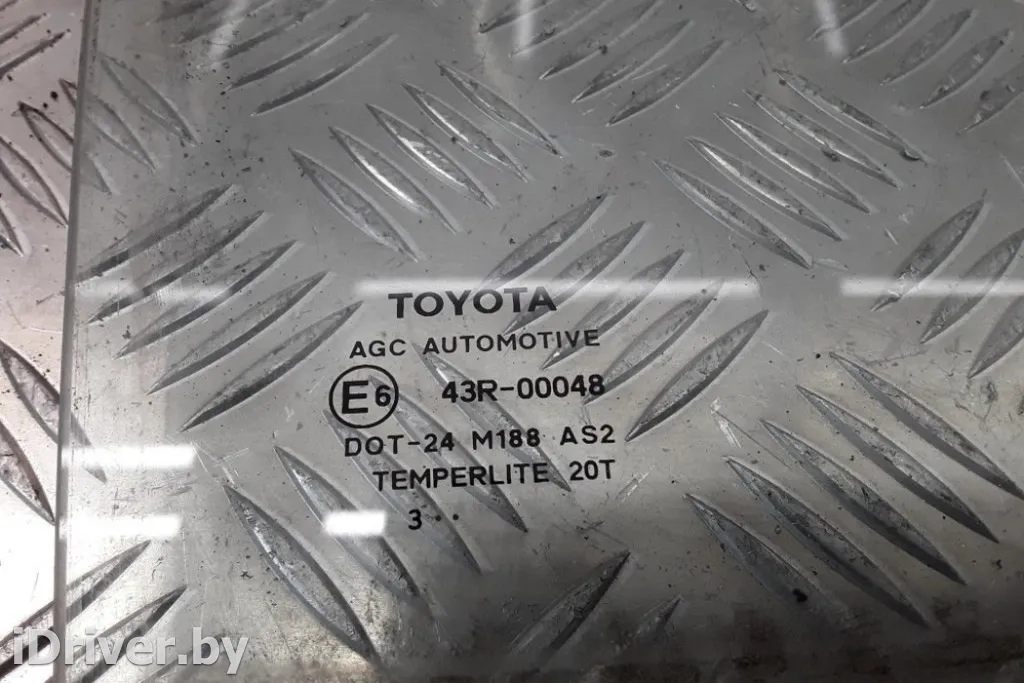 TOYOTA
AGC AUTOMOTIVE
E6 43R-00048
DOT-24 M188 AS2
TEMPERLITE 20T
3··
iDriver.by